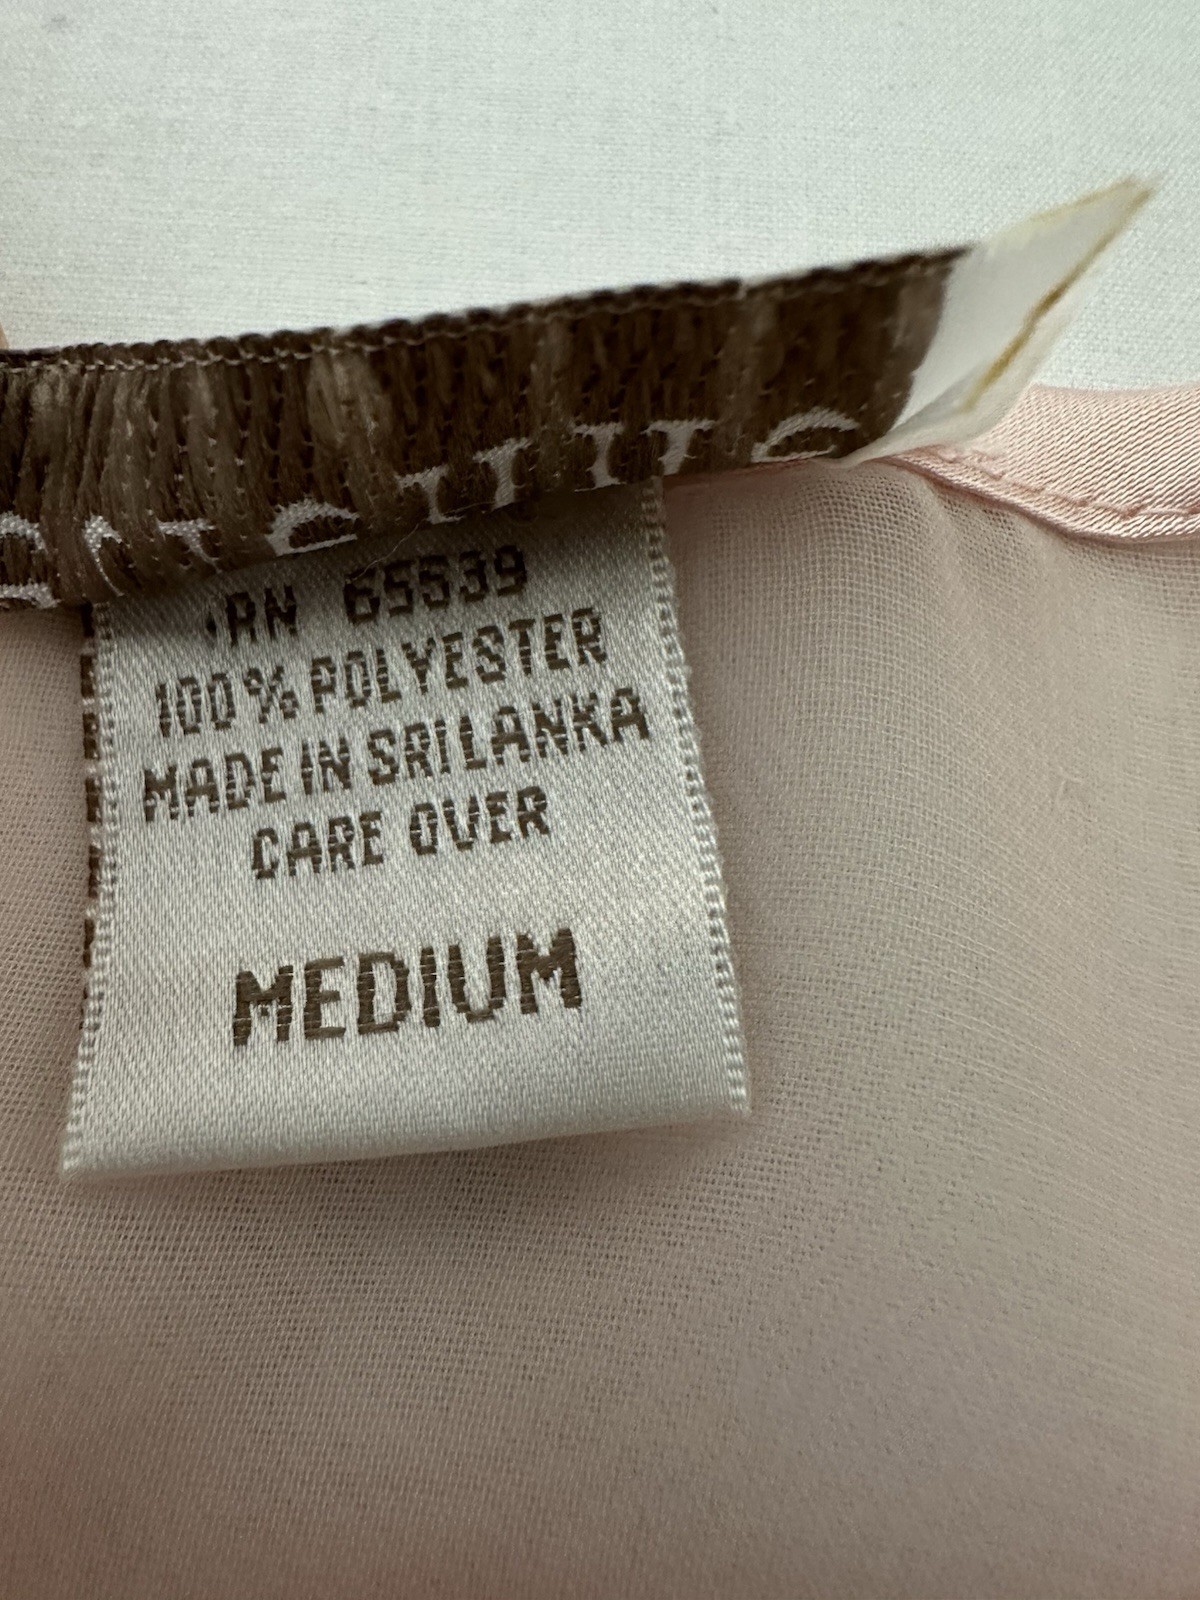 RN 65539
100% POLYESTER
MADE IN SRI LANKA
CARE OVER
MEDIUM